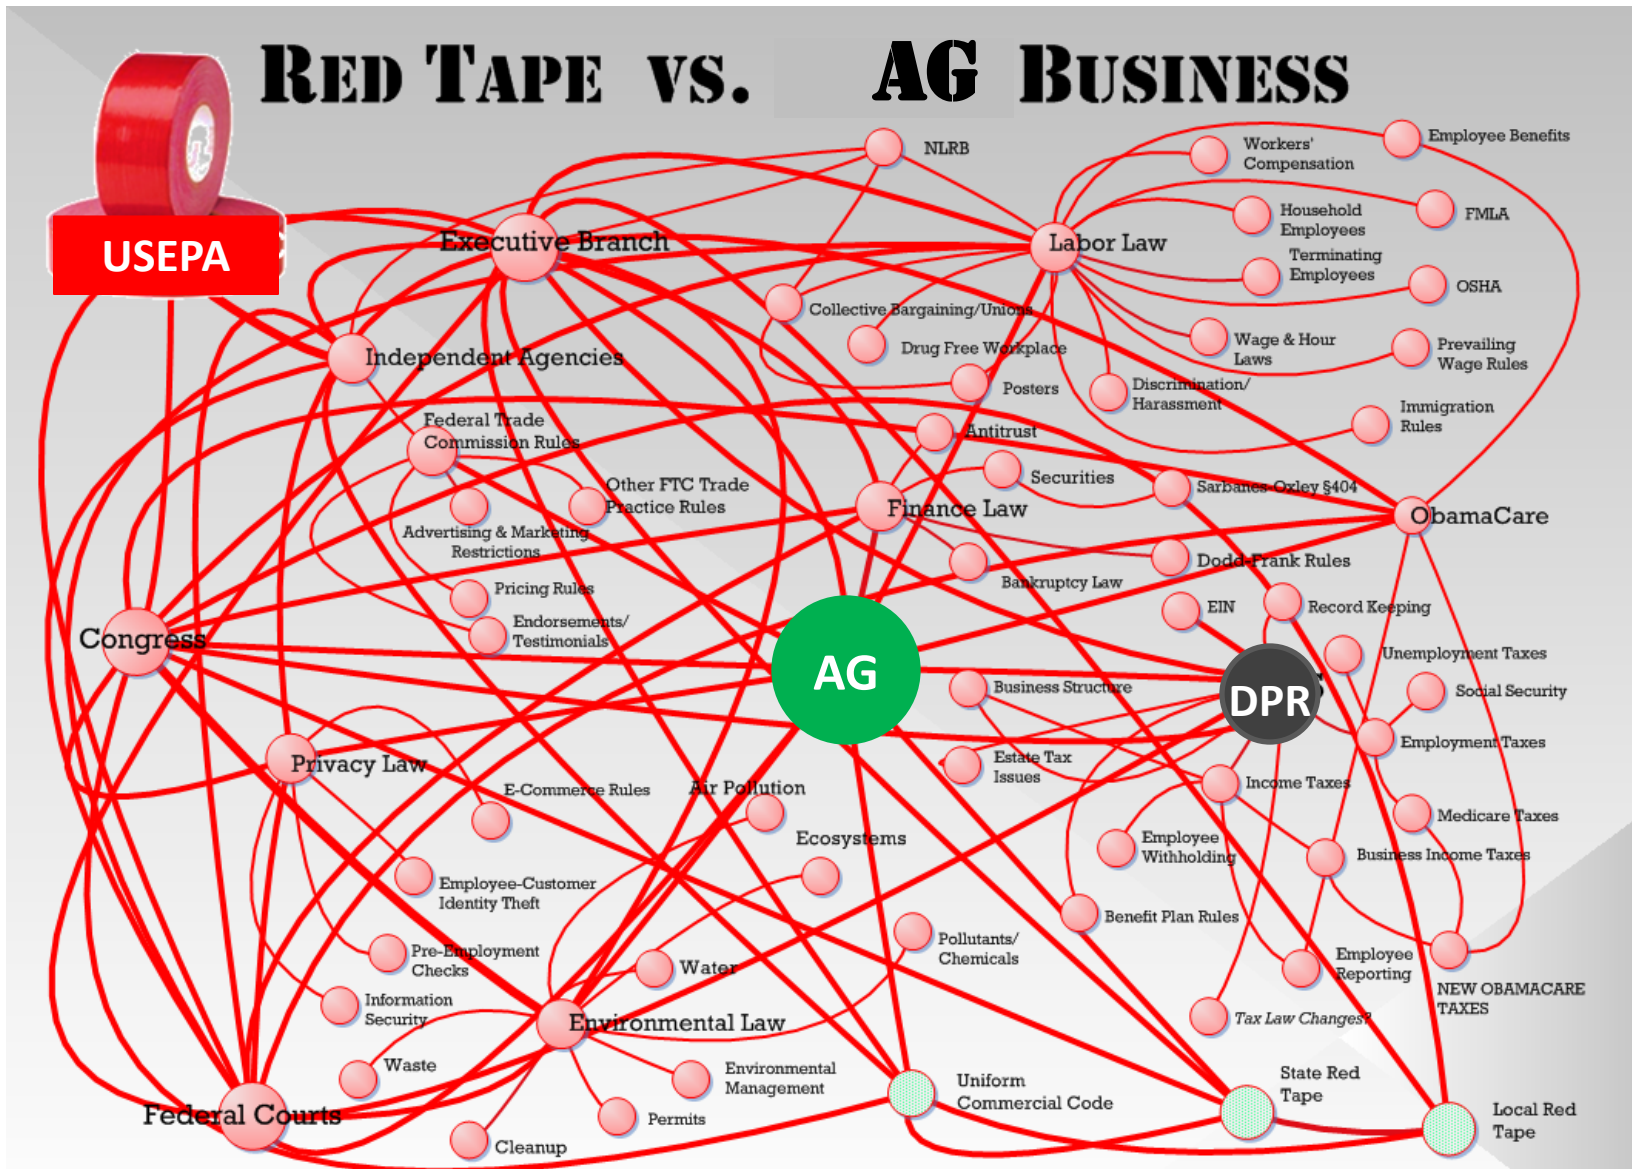 RED TAPE VS. AG BUSINESS
USEPA
NLRB
Workers'
Compensation
Employee Benefits
Executive Branch
Labor Law
Household
Employees
FMLA
Terminating
Employees
OSHA
Collective Bargaining/Unions
Drug Free Workplace
Wage & Hour
Laws
Prevailing
Wage Rules
Independent Agencies
Posters
Discrimination/
Harassment
Immigration
Rules
Federal Trade
Commission Rules
Antitrust
Securities
Sarbanes-Oxley §404
Other FTC Trade
Practice Rules
Finance Law
ObamaCare
Advertising & Marketing
Restrictions
Bankruptcy Law
Dodd-Frank Rules
Pricing Rules
EIN
Record Keeping
Endorsements/
Testimonials
Congress
AG
Unemployment Taxes
Business Structure
DPR
S
Social Security
Employment Taxes
Privacy Law
Estate Tax
Issues
Income Taxes
E-Commerce Rules
Air Pollution
Medicare Taxes
Ecosystems
Employee
Withholding
Business Income Taxes
Employee-Customer
Identity Theft
Benefit Plan Rules
Pre-Employment
Checks
Water
Pollutants/
Chemicals
Employee
Reporting
NEW OBAMACARE
TAXES
Information
Security
Environmental Law
Tax Law Changes?
Waste
Environmental
Management
Uniform
Commercial Code
State Red
Tape
Federal Courts
Permits
Cleanup
Local Red
Tape